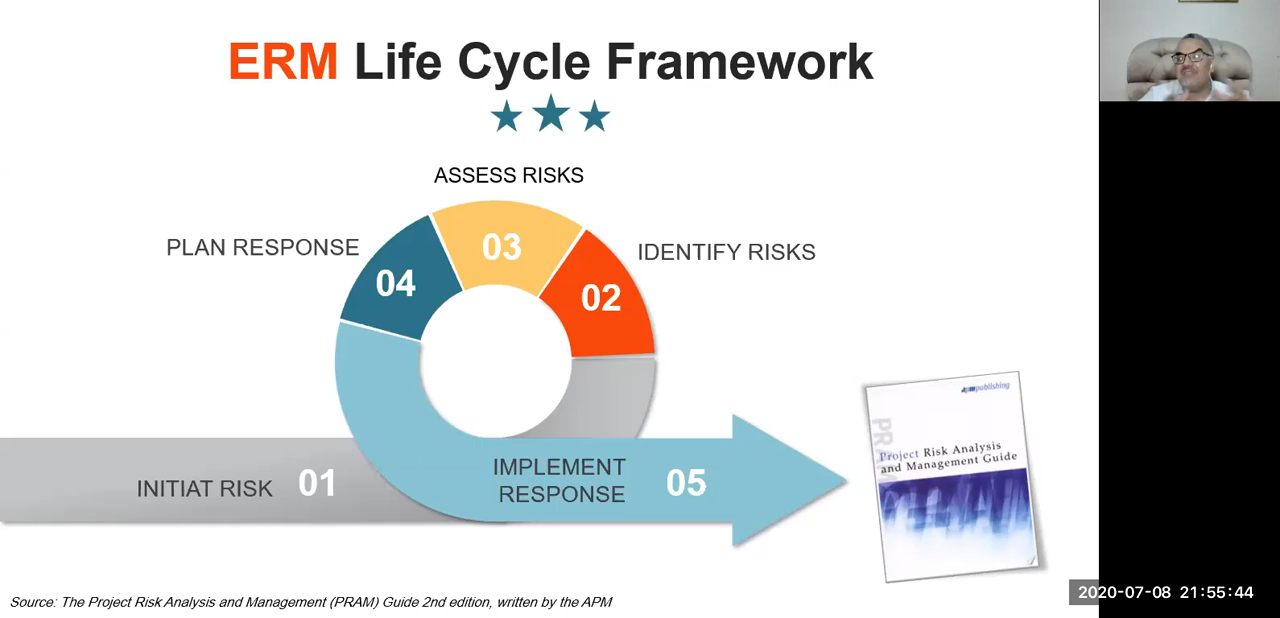 ERM Life Cycle Framework
ASSESS RISKS
PLAN RESPONSE
03
IDENTIFY RISKS
04
02
apmpublishing
PRAM
Project Risk Analysis
and Management Guide
IMPLEMENT
RESPONSE
05
INITIAT RISK
01
2020-07-08 21:55:44
Source: The Project Risk Analysis and Management (PRAM) Guide 2nd edition, written by the APM